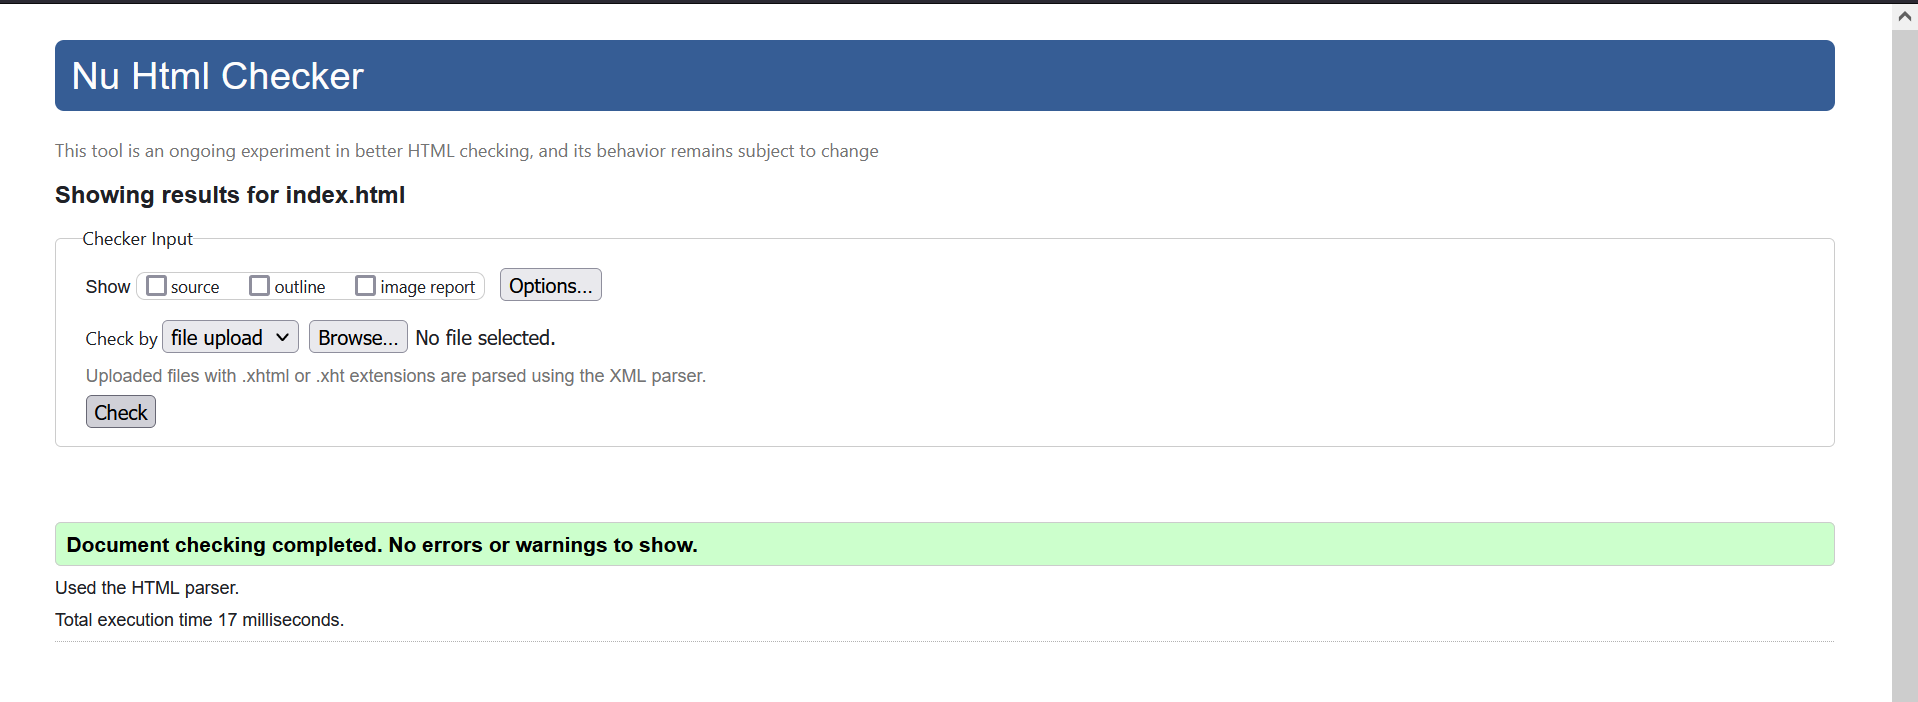 Nu Html Checker
This tool is an ongoing experiment in better HTML checking, and its behavior remains subject to change
Showing results for index.html
Checker Input
Show source outline image report Options...
Check by file upload Browse... No file selected.
Uploaded files with .xhtml or .xht extensions are parsed using the XML parser.
Check
Document checking completed. No errors or warnings to show.
Used the HTML parser.
Total execution time 17 milliseconds.